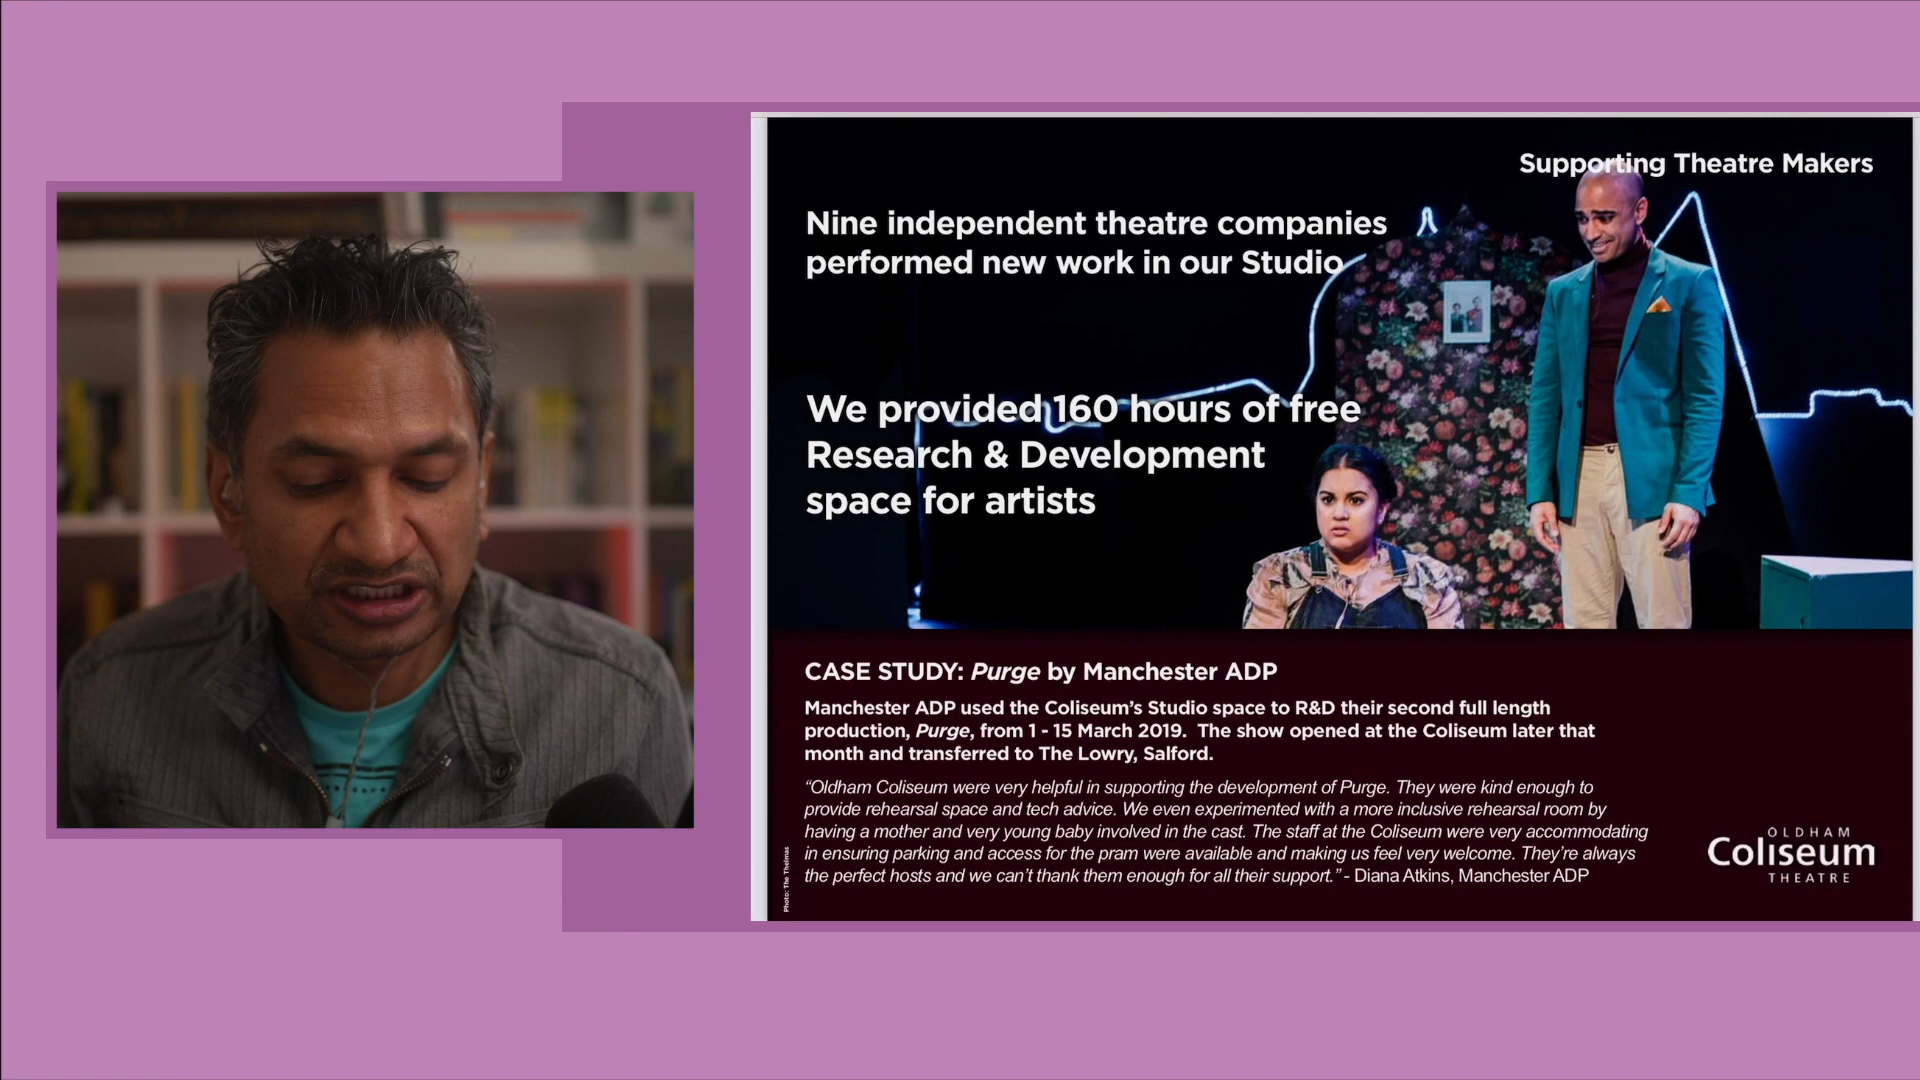 Supporting Theatre Makers
Nine independent theatre companies
performed new work in our Studio
We provided 160 hours of free
Research & Development
space for artists
CASE STUDY: Purge by Manchester ADP
Manchester ADP used the Coliseum’s Studio space to R&D their second full length
production, Purge, from 1 - 15 March 2019. The show opened at the Coliseum later that
month and transferred to The Lowry, Salford.
“Oldham Coliseum were very helpful in supporting the development of Purge. They were kind enough to
provide rehearsal space and tech advice. We even experimented with a more inclusive rehearsal room by
having a mother and very young baby involved in the cast. The staff at the Coliseum were very accommodating
in ensuring parking and access for the pram were available and making us feel very welcome. They’re always
the perfect hosts and we can’t thank them enough for all their support.” - Diana Atkins, Manchester ADP
Photo: The Thelmas
OLDHAM
Coliseum
THEATRE